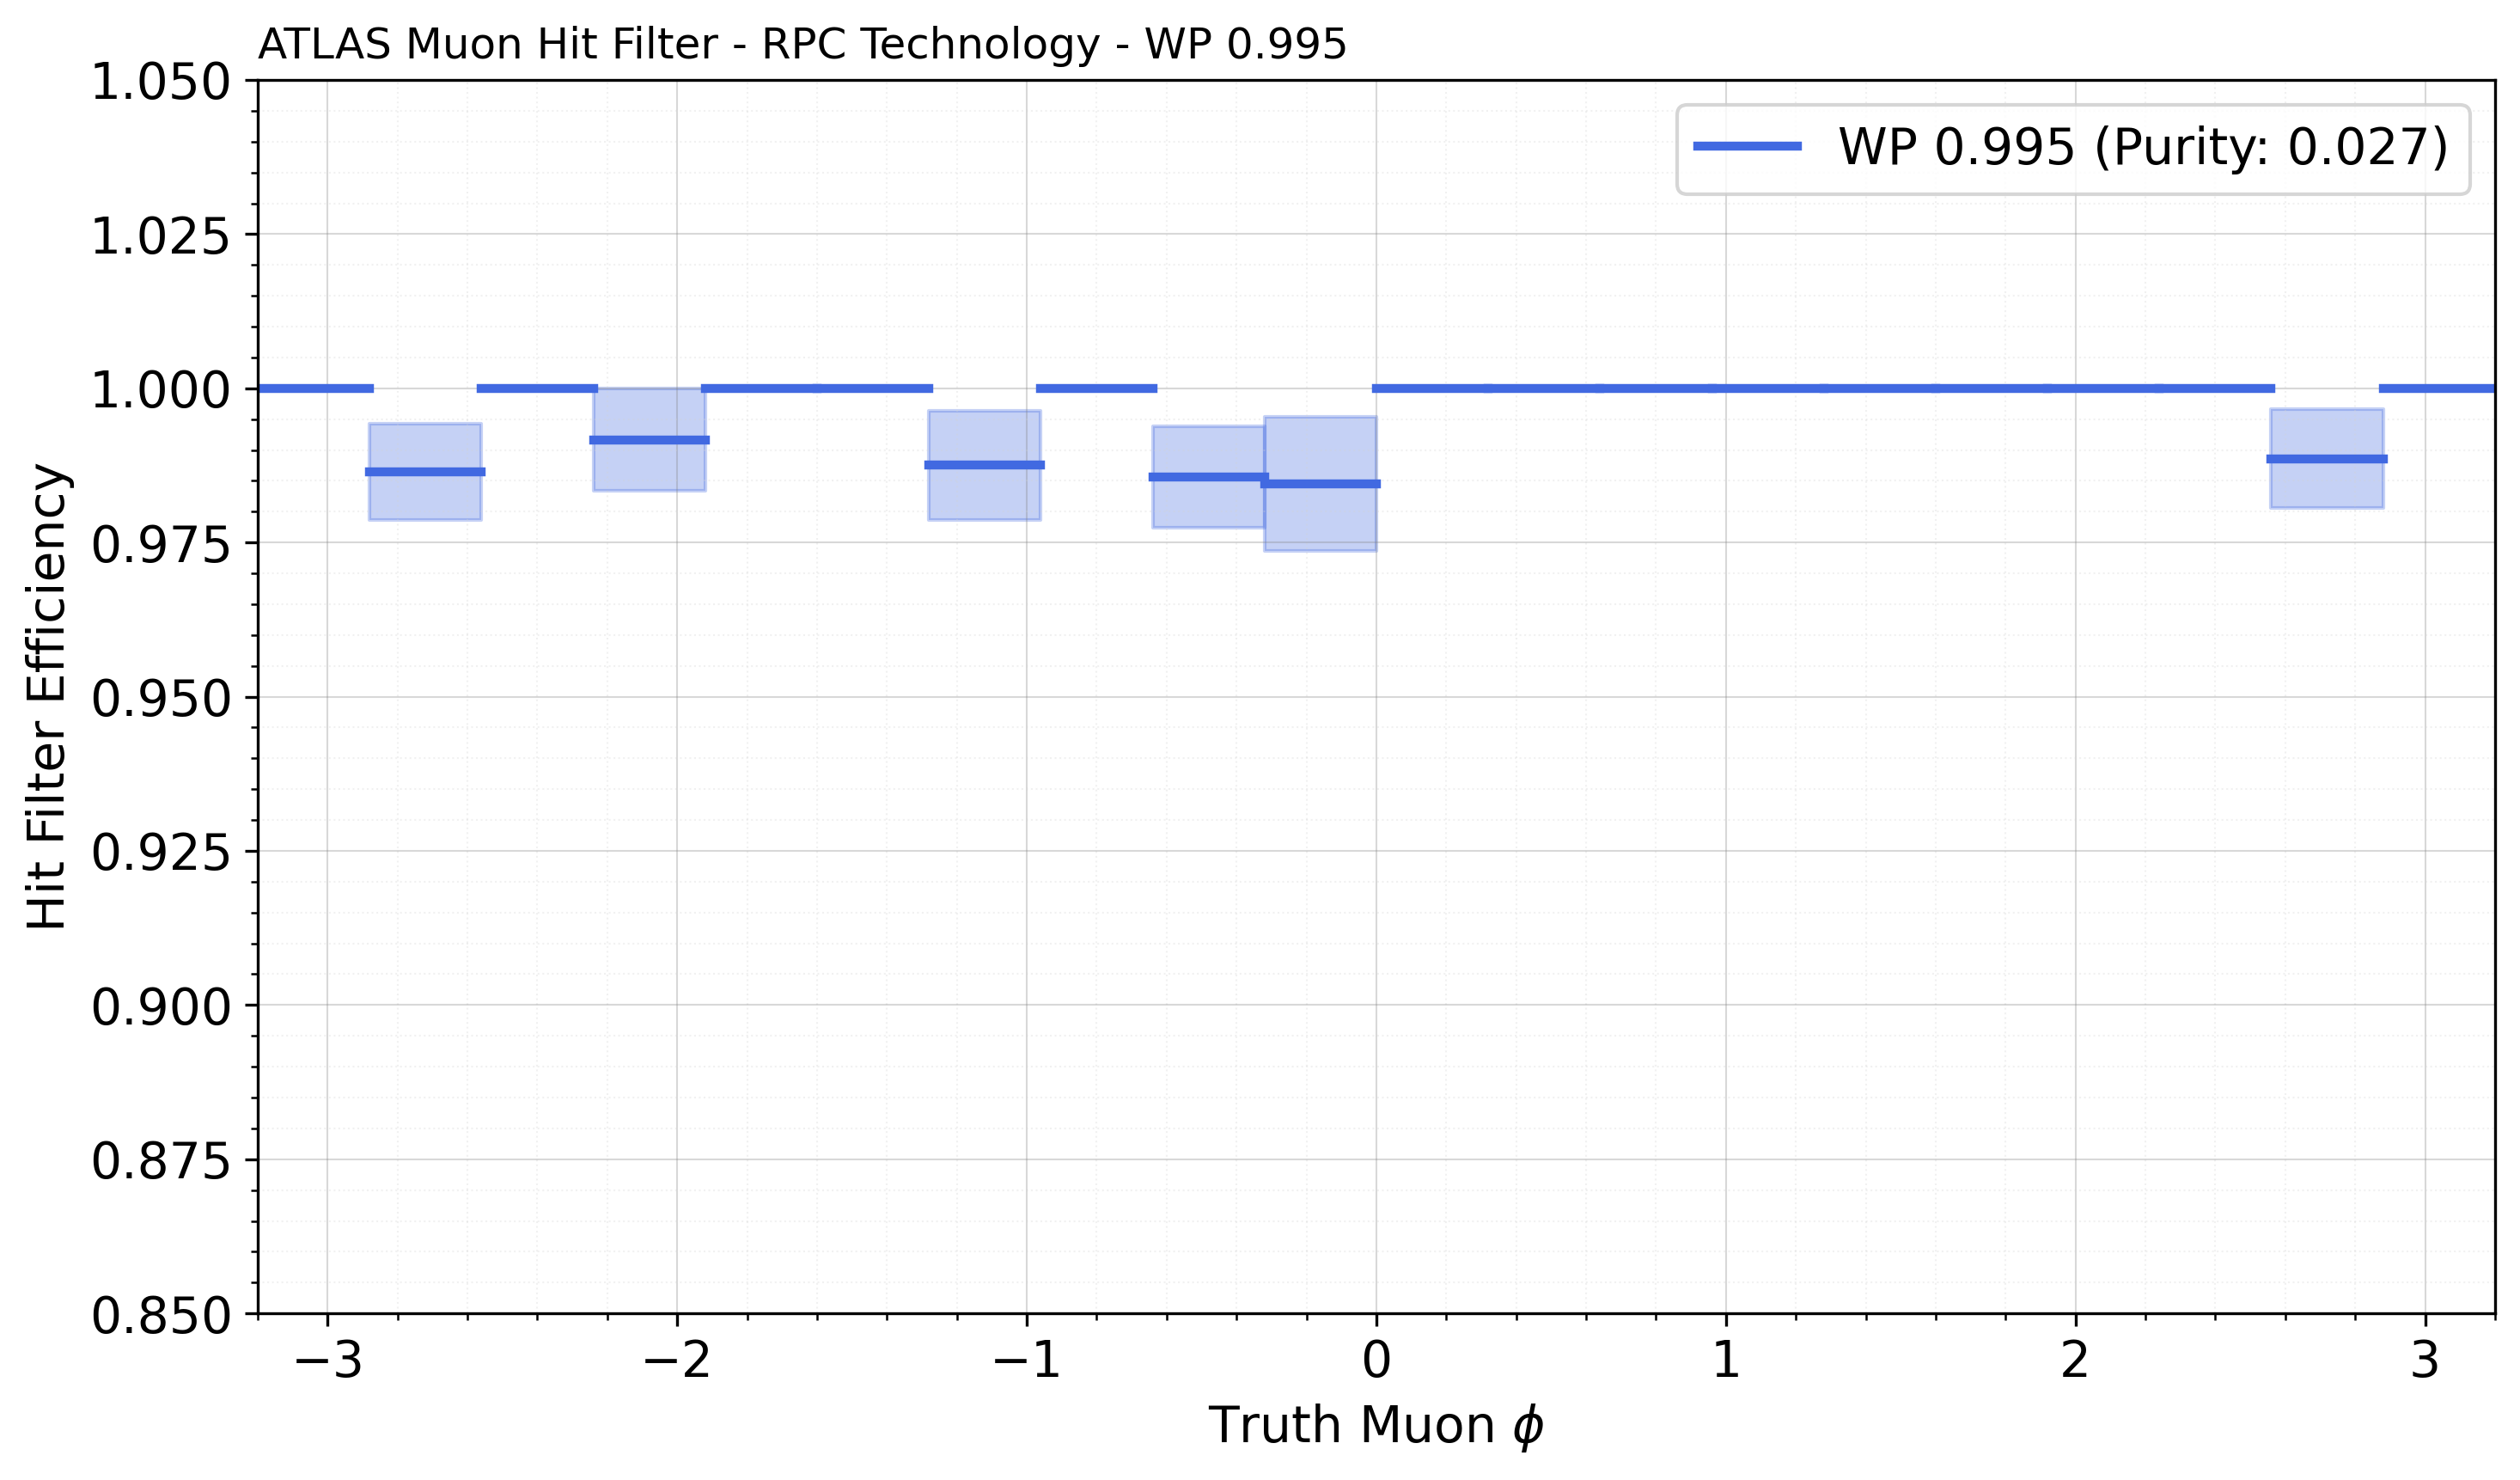 ATLAS Muon Hit Filter - RPC Technology - WP 0.995
WP 0.995 (Purity: 0.027)
Hit Filter Efficiency
1.050
1.025
1.000
0.975
0.950
0.925
0.900
0.875
0.850
−3 −2 −1 0 1 2 3
Truth Muon ϕ